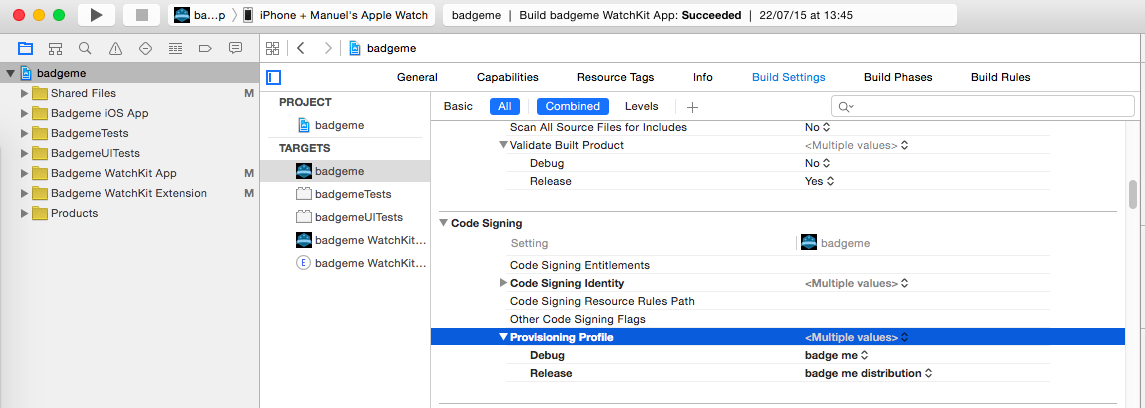 ba...p 〉 iPhone + Manuel's Apple Watch
badgeme | Build badgeme WatchKit App: Succeeded | 22/07/15 at 13:45
badgeme
badgeme
Shared Files M
Badgeme iOS App
BadgemeTests
BadgemeUITests
Badgeme WatchKit App M
Badgeme WatchKit Extension M
Products
General Capabilities Resource Tags Info Build Settings Build Phases Build Rules
PROJECT
badgeme
TARGETS
badgeme
badgemeTests
badgemeUITests
badgeme WatchKit...
E badgeme WatchKit...
Basic All Combined Levels +
Scan All Source Files for Includes No
Validate Built Product <Multiple values>
Debug No
Release Yes
Code Signing
Setting badgeme
Code Signing Entitlements
Code Signing Identity <Multiple values>
Code Signing Resource Rules Path
Other Code Signing Flags
Provisioning Profile <Multiple values>
Debug badge me
Release badge me distribution